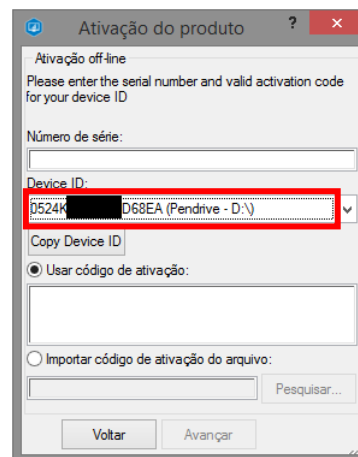 Ativação do produto
Ativação off-line
Please enter the serial number and valid activation code
for your device ID
Número de série:
Device ID:
0524K D68EA (Pendrive - D:\)
Copy Device ID
Usar código de ativação:
Importar código de ativação do arquivo:
Pesquisar...
Voltar Avançar